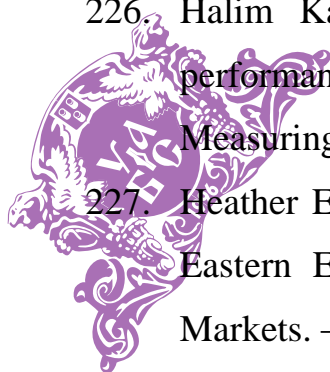 226. Halim Ka
performan
Measuring
227. Heather E
Eastern E
Markets. –